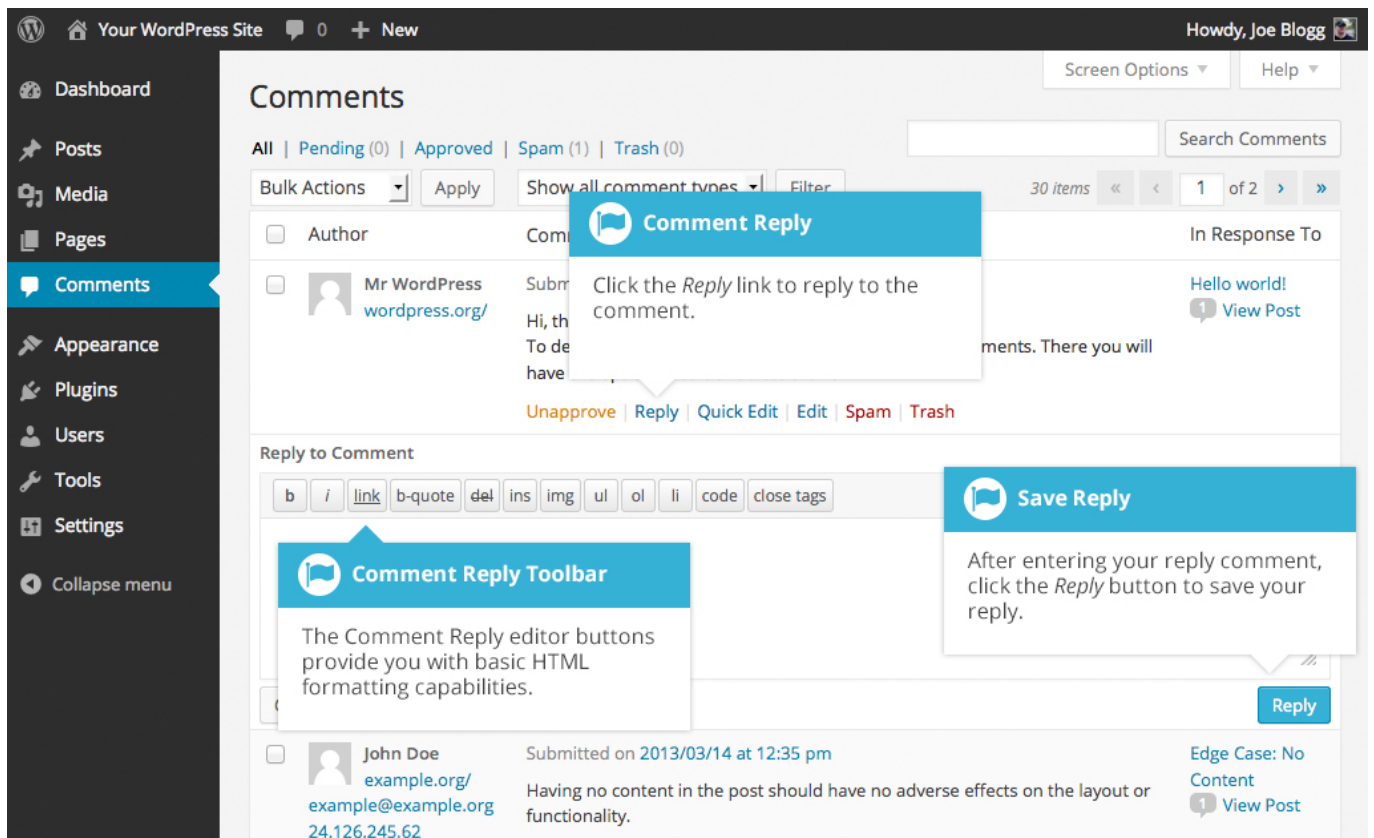 Your WordPress Site 0 + New Howdy, Joe Blogg
Screen Options Help
Dashboard
Posts
Media
Pages
Comments
Appearance
Plugins
Users
Tools
Settings
Collapse menu
Comments
All | Pending (0) | Approved | Spam (1) | Trash (0)
Search Comments
Bulk Actions Apply Show all comment types Filter 30 items « ‹ 1 of 2 › »
Author In Response To
Comment Reply
Click the Reply link to reply to the
comment.
Mr WordPress
wordpress.org/
Hi, th
To de ments. There you will
have
Hello world!
1 View Post
Unapprove | Reply | Quick Edit | Edit | Spam | Trash
Reply to Comment
b i link b-quote del ins img ul ol li code close tags
Comment Reply Toolbar
The Comment Reply editor buttons
provide you with basic HTML
formatting capabilities.
Save Reply
After entering your reply comment,
click the Reply button to save your
reply.
Reply
John Doe
example.org/
example@example.org
24.126.245.62
Submitted on 2013/03/14 at 12:35 pm
Having no content in the post should have no adverse effects on the layout or
functionality.
Edge Case: No
Content
1 View Post